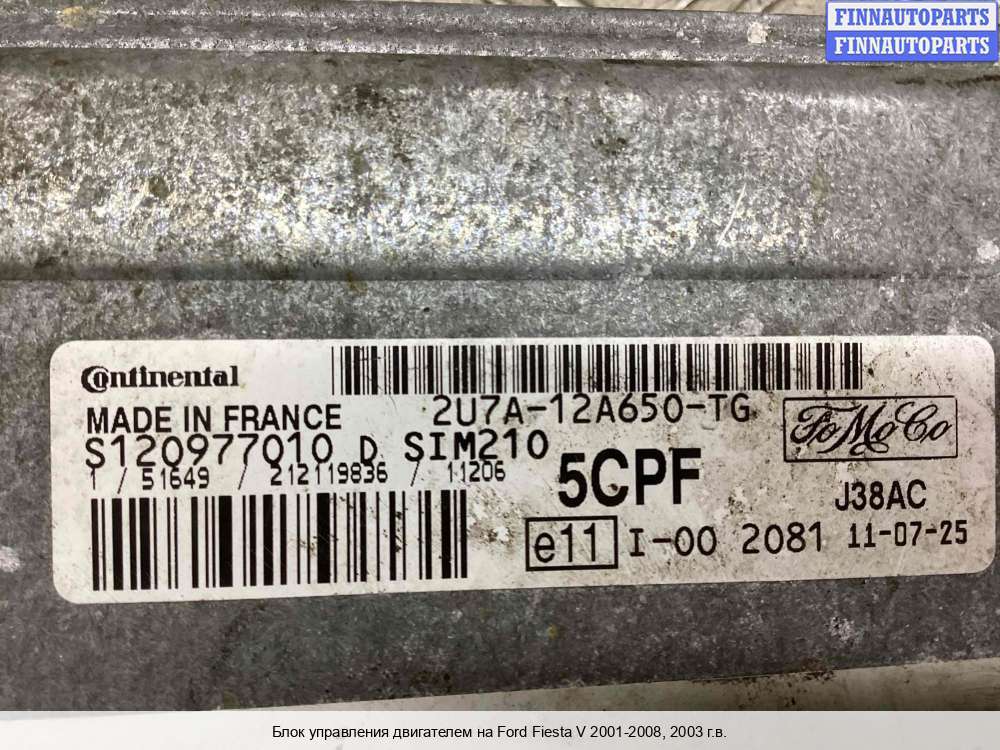 FINNAUTOPARTS
FINNAUTOPARTS
Continental
MADE IN FRANCE
2U7A-12A650-TG
FoMoCo
S120977010 D SIM210
1 / 51649 / 212119836 / 11206
5CPF
J38AC
e11 I-00 2081 11-07-25
Блок управления двигателем на Ford Fiesta V 2001-2008, 2003 г.в.